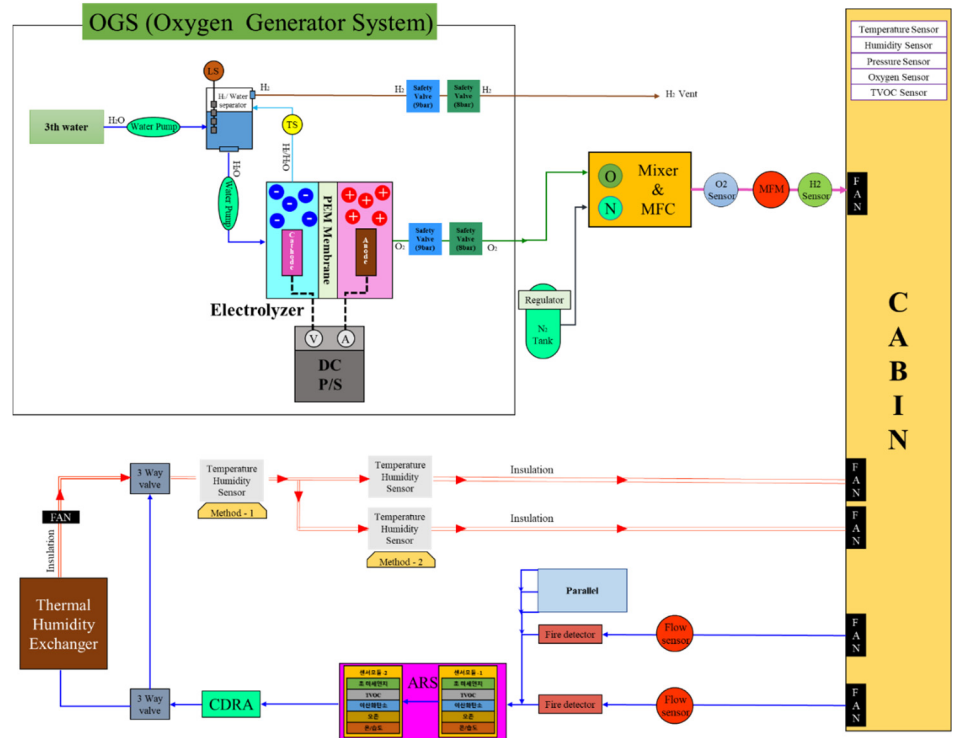 OGS (Oxygen Generator System)
Temperature Sensor
Humidity Sensor
Pressure Sensor
Oxygen Sensor
TVOC Sensor
LS
H₂/ Water
separator
H₂
H₂
Safety
Valve
(9bar)
Safety
Valve
(8bar)
H₂
H₂ Vent
3th water
H₂O
Water Pump
TS
H₂O
H₂/H₂O
Water Pump
Cathode
PEM Membrane
Anode
O₂
Safety
Valve
(9bar)
Safety
Valve
(8bar)
O₂
O
N
Mixer
&
MFC
O2
Sensor
MFM
H2
Sensor
FAN
Electrolyzer
V
A
DC
P/S
Regulator
N₂
Tank
CABIN
3 Way
valve
Temperature
Humidity
Sensor
Method - 1
Temperature
Humidity
Sensor
Insulation
FAN
Temperature
Humidity
Sensor
Method - 2
Insulation
FAN
FAN
Insulation
Thermal
Humidity
Exchanger
Parallel
Fire detector
Flow
sensor
FAN
3 Way
valve
CDRA
ARS
센서모듈-2
초 미세먼지
TVOC
이산화탄소
오존
온/습도
센서모듈-1
초 미세먼지
TVOC
이산화탄소
오존
온/습도
Fire detector
Flow
sensor
FAN